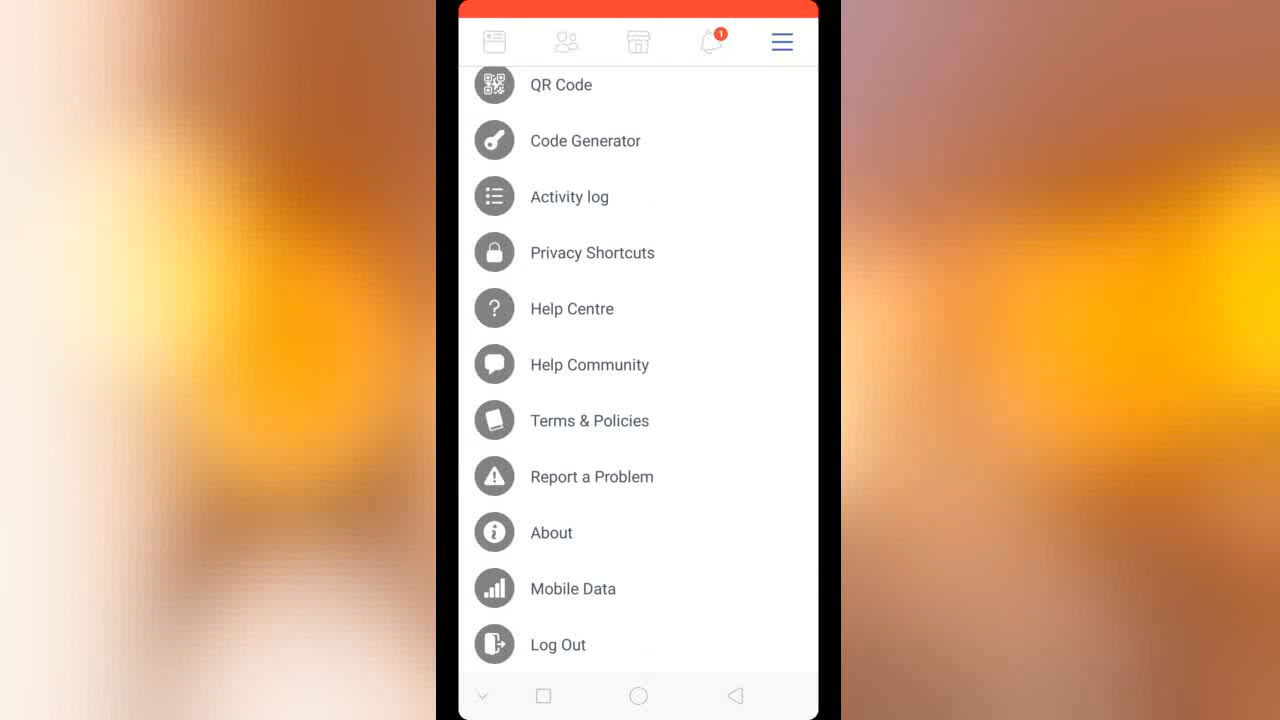 1
QR Code
Code Generator
Activity log
Privacy Shortcuts
Help Centre
Help Community
Terms & Policies
Report a Problem
About
Mobile Data
Log Out